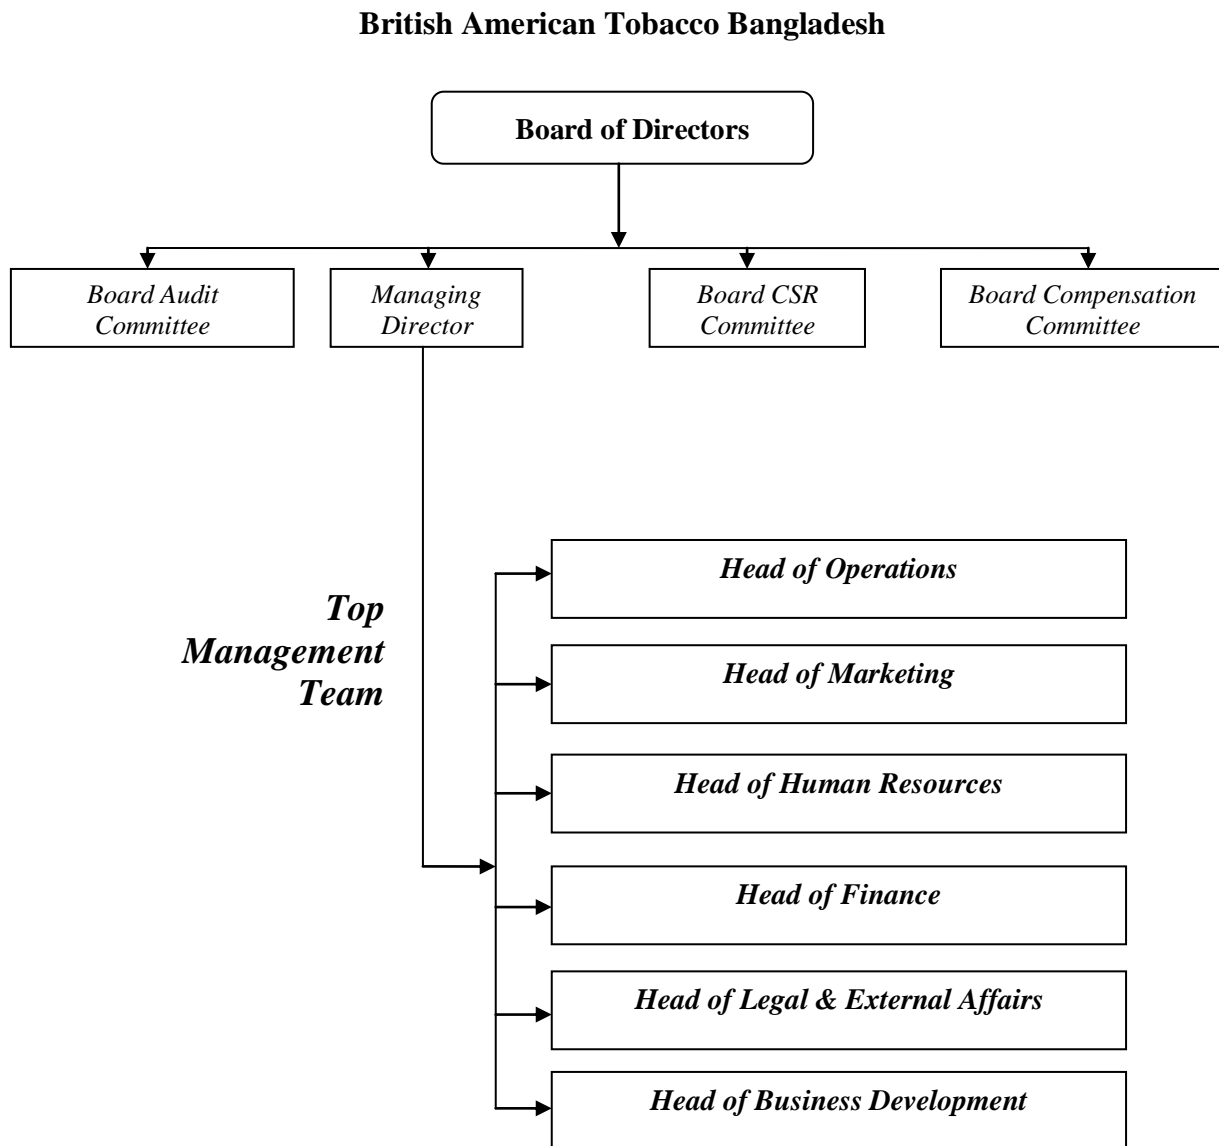 British American Tobacco Bangladesh
Board of Directors
Board Audit
Committee
Managing
Director
Board CSR
Committee
Board Compensation
Committee
Top
Management
Team
Head of Operations
Head of Marketing
Head of Human Resources
Head of Finance
Head of Legal & External Affairs
Head of Business Development